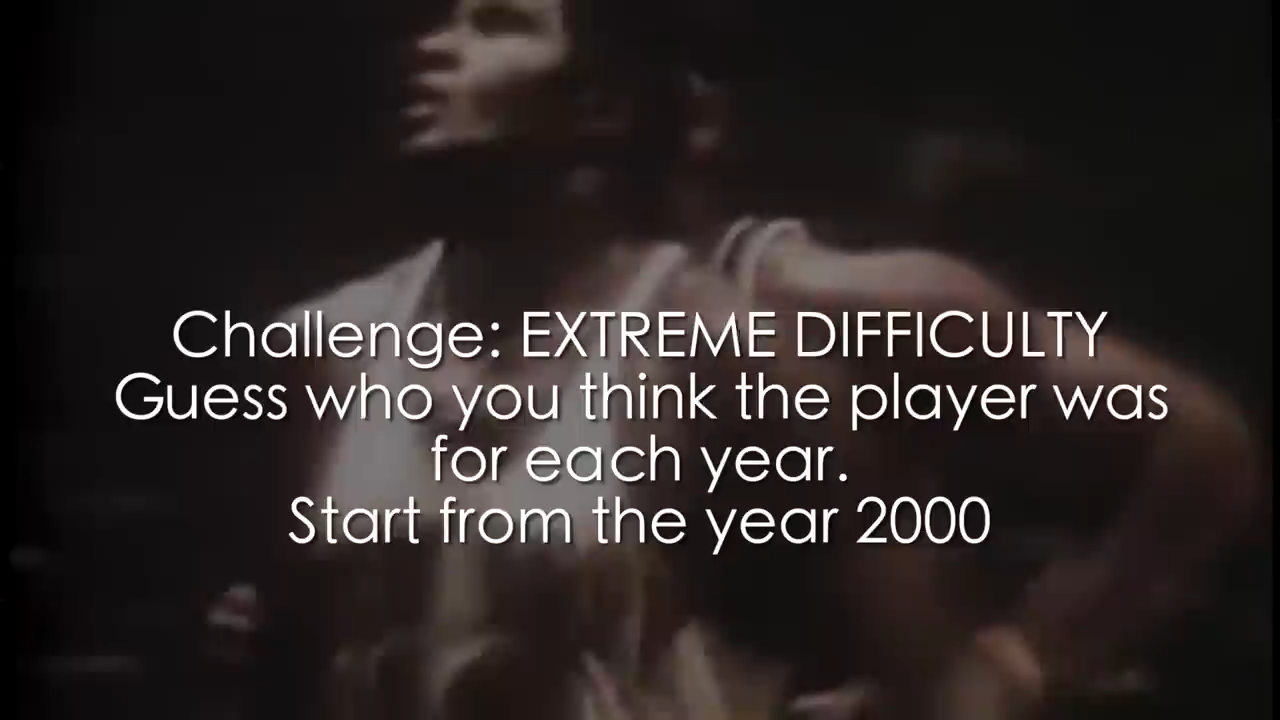 Challenge: EXTREME DIFFICULTY
Guess who you think the player was
for each year.
Start from the year 2000